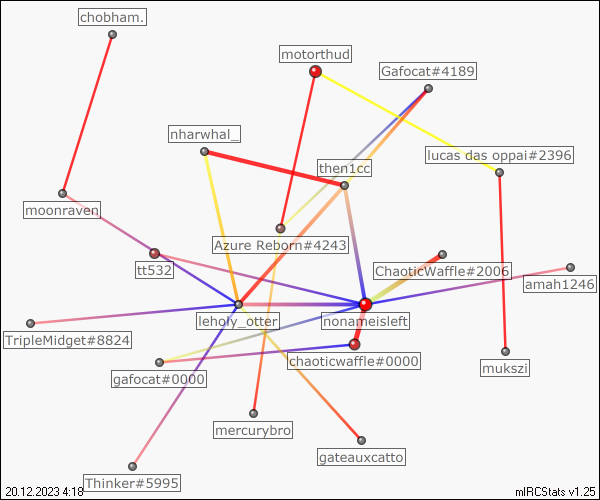 chobham.
motorthud
Gafocat#4189
nharwhal_
lucas das oppai#2396
then1cc
moonraven
Azure Reborn#4243
tt532
ChaoticWaffle#2006
amah1246
leholy_otter
nonameisleft
TripleMidget#8824
chaoticwaffle#0000
mukszi
gafocat#0000
mercurybro
gateauxcatto
Thinker#5995
20.12.2023 4:18
mIRCStats v1.25